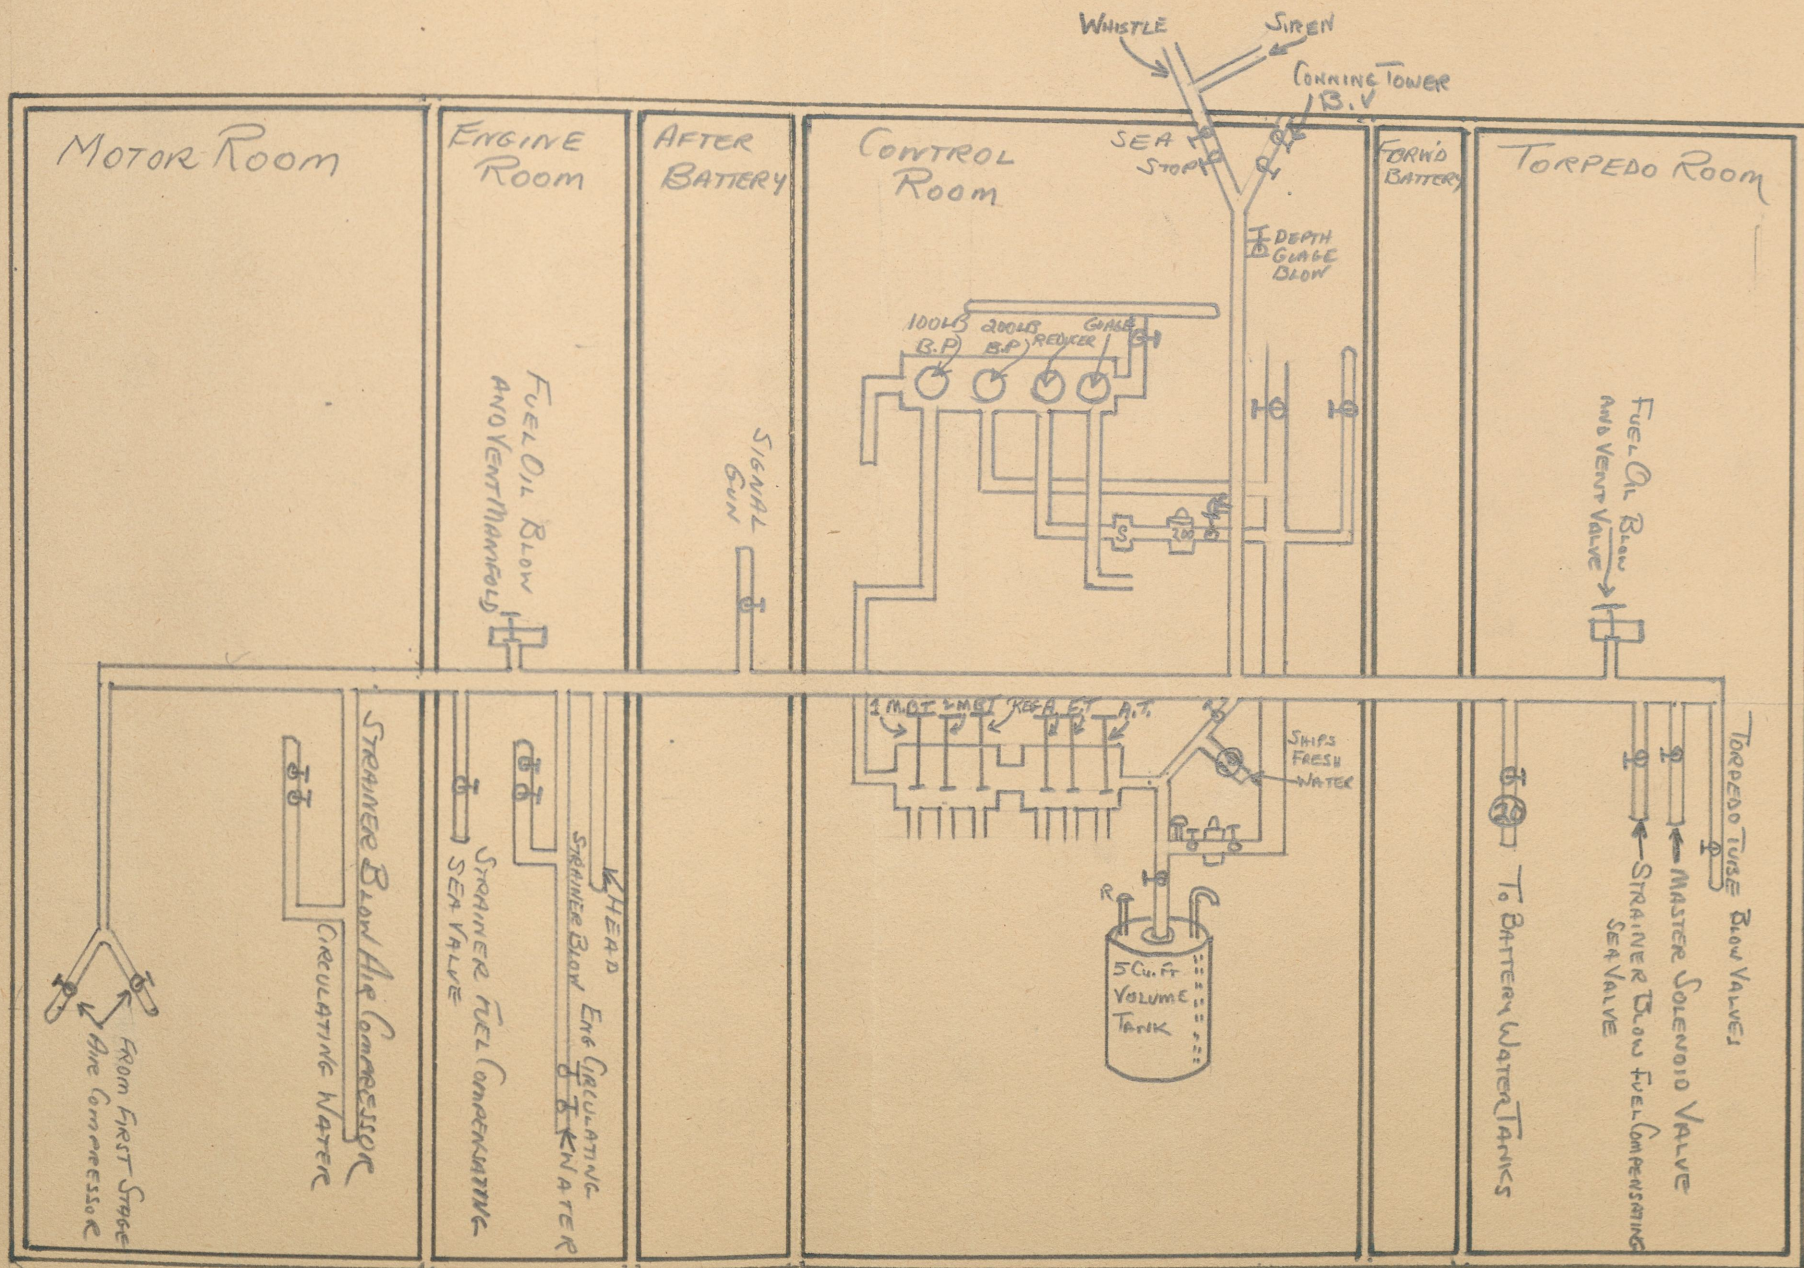 WHISTLE
SIREN
CONNING TOWER
B.V
MOTOR ROOM
ENGINE
ROOM
AFTER
BATTERY
CONTROL
ROOM
SEA
STOP
FORW'D
BATTERY
TORPEDO ROOM
DEPTH
GUAGE
BLOW
100LB
B.P
200LB
B.P
REDUCER
GUAGE
FUEL OIL BLOW
AND VENT MANIFOLD
SIGNAL
GUN
FUEL OIL BLOW
AND VENT VALVE
S
200
1 M.B.T
2 M.B.T
REG
A.
F.T
A.T.
SHIPS
FRESH
WATER
R
5 Cu. Ft
VOLUME
TANK
FROM FIRST STAGE
AIR COMPRESSOR
STRAINER BLOW AIR COMPRESSOR
CIRCULATING WATER
STRAINER FUEL COMPENSATING
SEA VALVE
STRAINER BLOW ENG CIRCULATING
WATER
HEAD
TO BATTERY WATER TANKS
STRAINER BLOW FUEL COMPENSATING
SEA VALVE
MASTER SOLENOID VALVE
TORPEDO TUBE BLOW VALVES